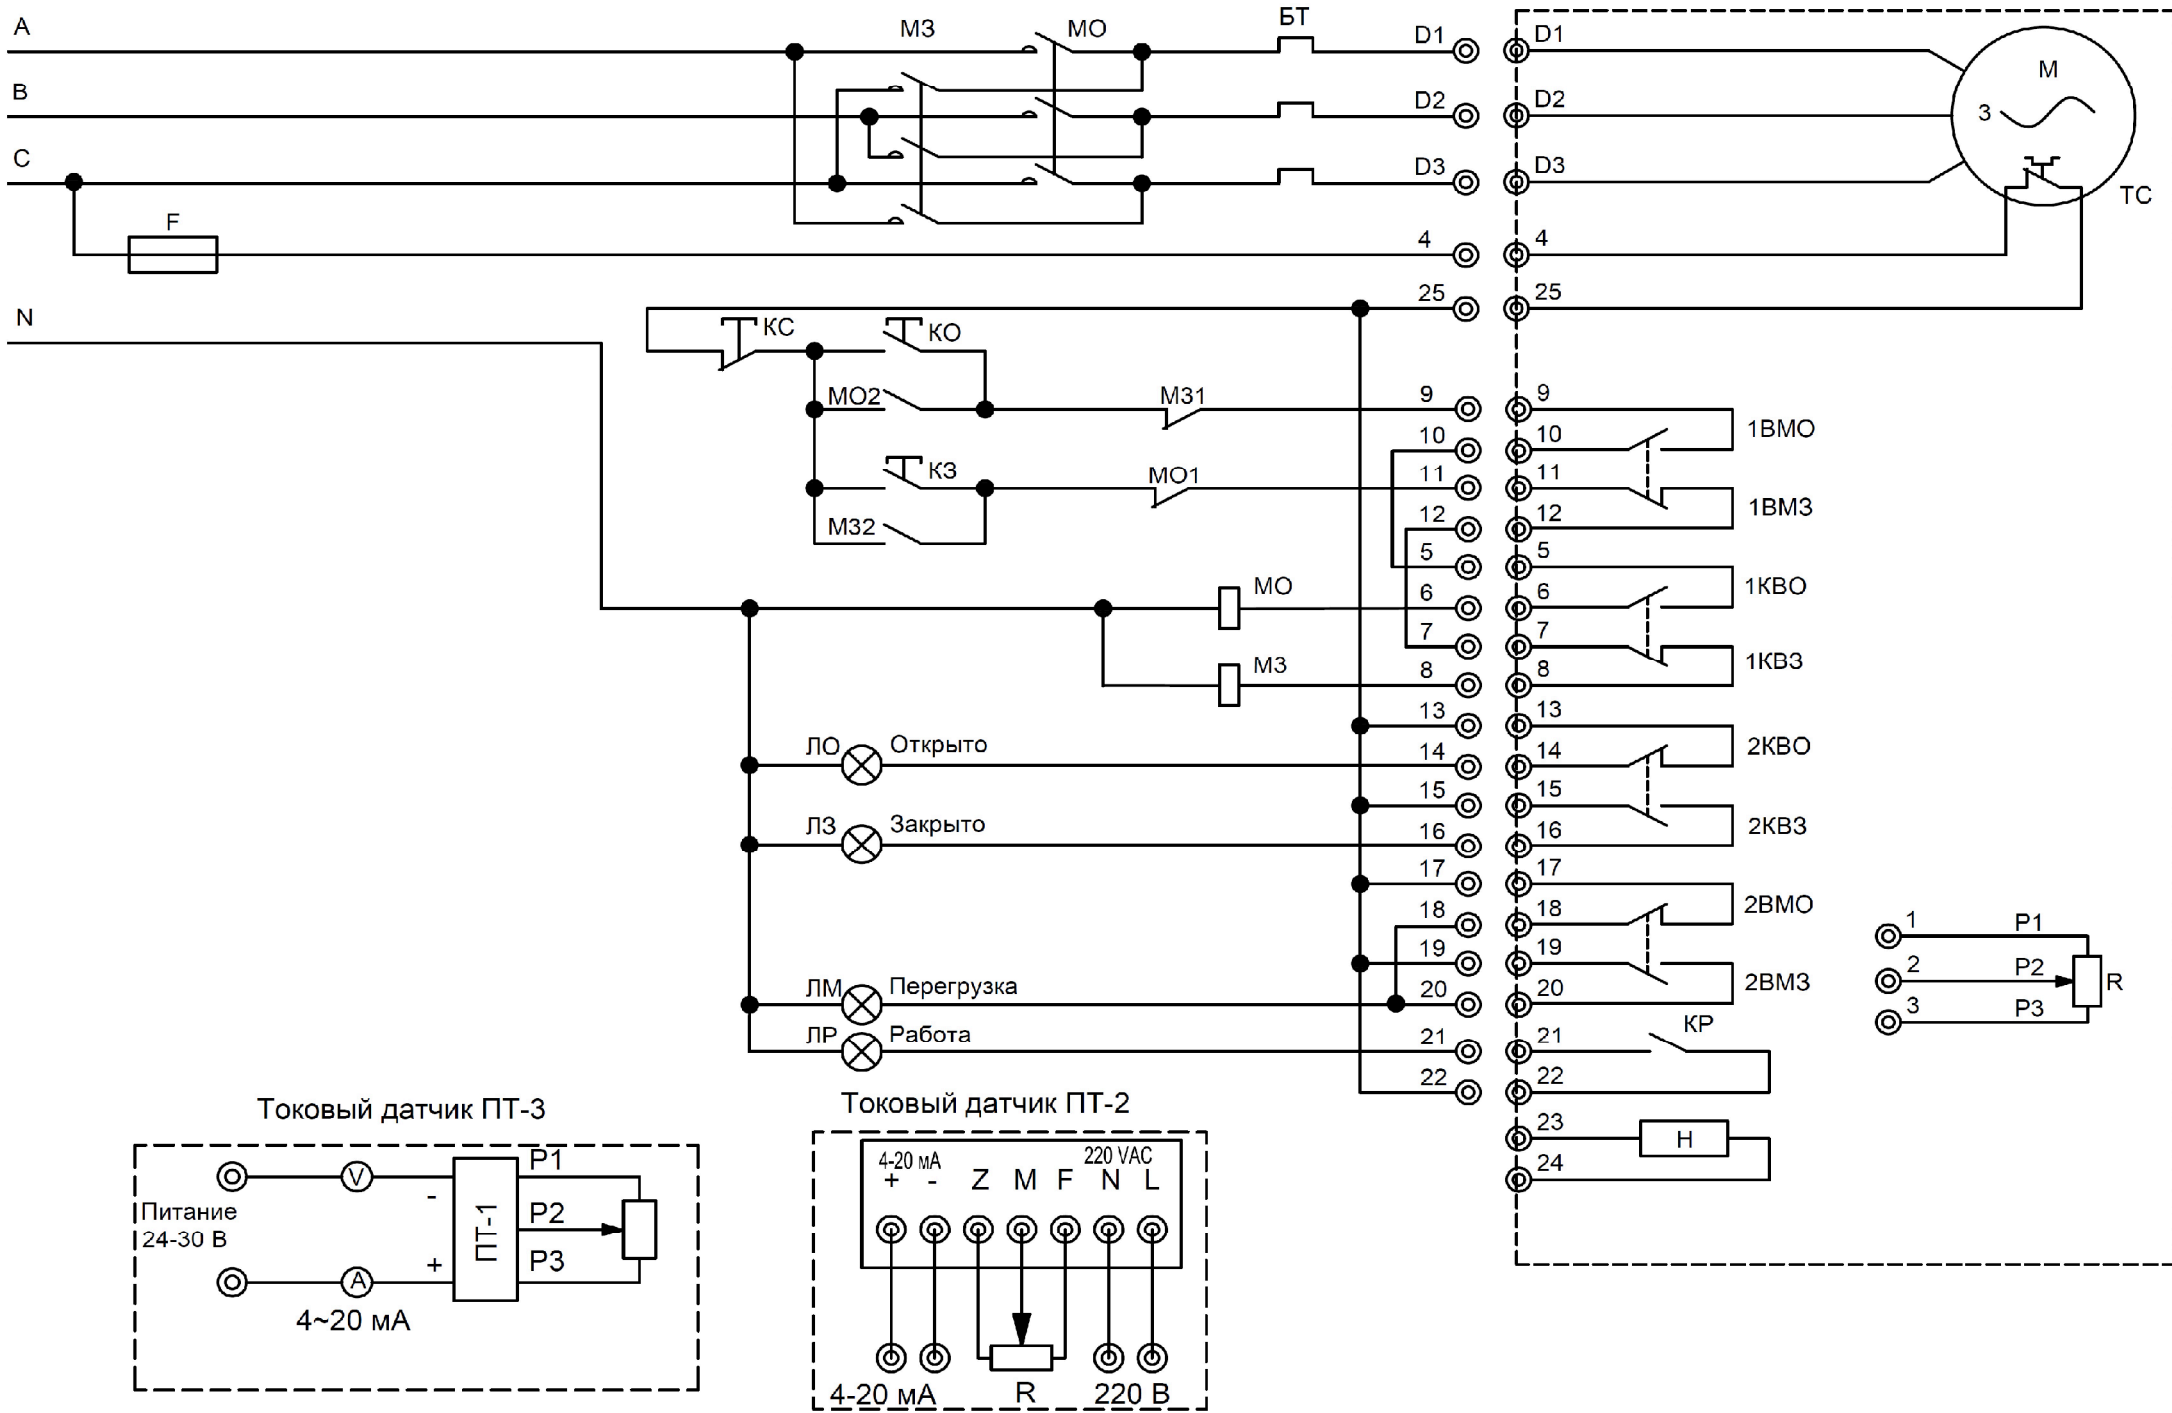 A
B
C
N
F
МЗ
МО
БТ
D1
D2
D3
4
25
D1
D2
D3
4
25
М
3
ТС
КС
КО
МО2
МЗ1
КЗ
МО1
МЗ2
МО
МЗ
9
10
11
12
5
6
7
8
13
14
15
16
17
18
19
20
21
22
9
10
11
12
5
6
7
8
13
14
15
16
17
18
19
20
21
22
23
24
1ВМО
1ВМЗ
1КВО
1КВЗ
2КВО
2КВЗ
2ВМО
2ВМЗ
КР
Н
ЛО Открыто
ЛЗ Закрыто
ЛМ Перегрузка
ЛР Работа
1 P1
2 P2 R
3 P3
Токовый датчик ПТ-3
V
-
Питание
24-30 В
A
+
4~20 мА
ПТ-1
P1
P2
P3
Токовый датчик ПТ-2
4-20 мА 220 VAC
+ - Z M F N L
4-20 мА R 220 В